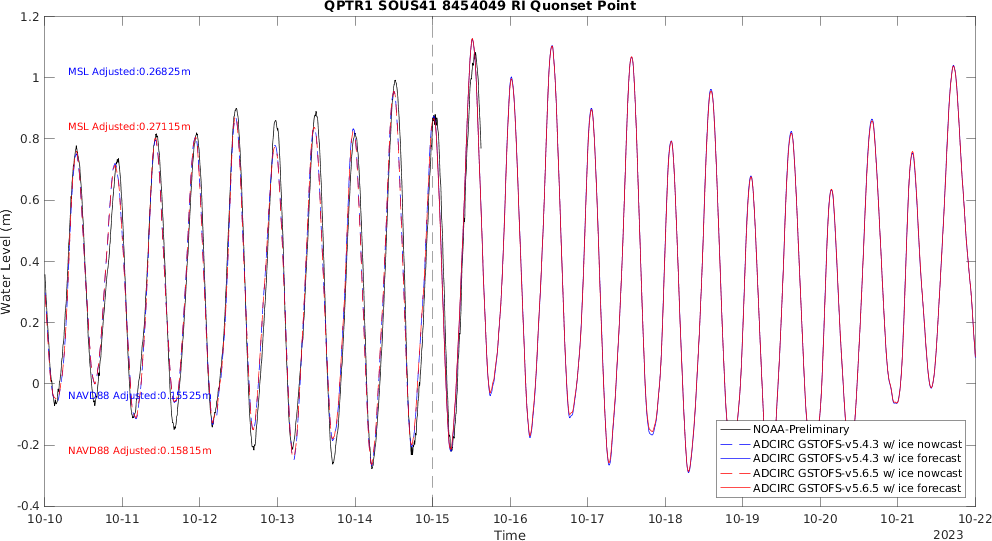 QPTR1 SOUS41 8454049 RI Quonset Point
1.2
1
0.8
0.6
0.4
0.2
0
-0.2
-0.4
Water Level (m)
MSL Adjusted:0.26825m
MSL Adjusted:0.27115m
NAVD88 Adjusted:0.15525m
NAVD88 Adjusted:0.15815m
NOAA-Preliminary
ADCIRC GSTOFS-v5.4.3 w/ ice nowcast
ADCIRC GSTOFS-v5.4.3 w/ ice forecast
ADCIRC GSTOFS-v5.6.5 w/ ice nowcast
ADCIRC GSTOFS-v5.6.5 w/ ice forecast
10-10 10-11 10-12 10-13 10-14 10-15 10-16 10-17 10-18 10-19 10-20 10-21 10-22
Time
2023